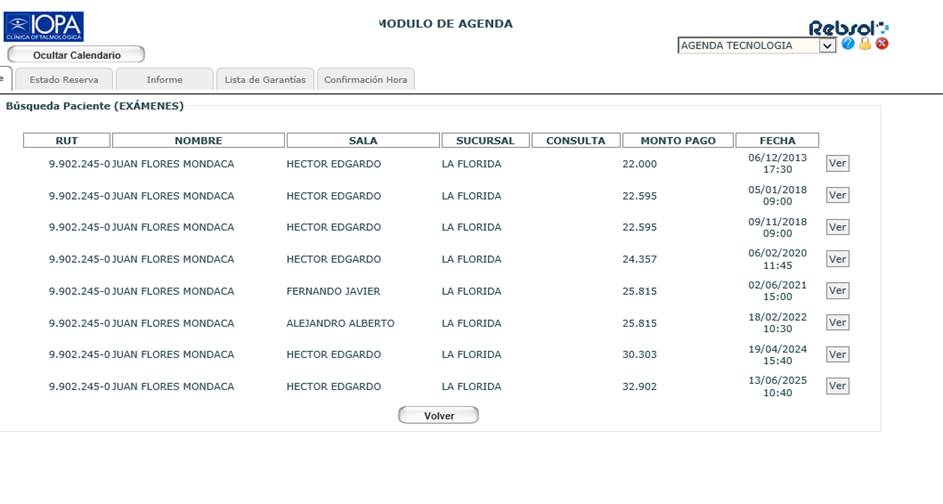 IOPA
CLÍNICA OFTALMOLÓGICA
MODULO DE AGENDA
Rebsol
Ocultar Calendario
AGENDA TECNOLOGIA
e Estado Reserva Informe Lista de Garantías Confirmación Hora
Búsqueda Paciente (EXÁMENES)
RUT NOMBRE SALA SUCURSAL CONSULTA MONTO PAGO FECHA
9.902.245-0 JUAN FLORES MONDACA HECTOR EDGARDO LA FLORIDA 22.000 06/12/2013 17:30 Ver
9.902.245-0 JUAN FLORES MONDACA HECTOR EDGARDO LA FLORIDA 22.595 05/01/2018 09:00 Ver
9.902.245-0 JUAN FLORES MONDACA HECTOR EDGARDO LA FLORIDA 22.595 09/11/2018 09:00 Ver
9.902.245-0 JUAN FLORES MONDACA HECTOR EDGARDO LA FLORIDA 24.357 06/02/2020 11:45 Ver
9.902.245-0 JUAN FLORES MONDACA FERNANDO JAVIER LA FLORIDA 25.815 02/06/2021 15:00 Ver
9.902.245-0 JUAN FLORES MONDACA ALEJANDRO ALBERTO LA FLORIDA 25.815 18/02/2022 10:30 Ver
9.902.245-0 JUAN FLORES MONDACA HECTOR EDGARDO LA FLORIDA 30.303 19/04/2024 15:40 Ver
9.902.245-0 JUAN FLORES MONDACA HECTOR EDGARDO LA FLORIDA 32.902 13/06/2025 10:40 Ver
Volver